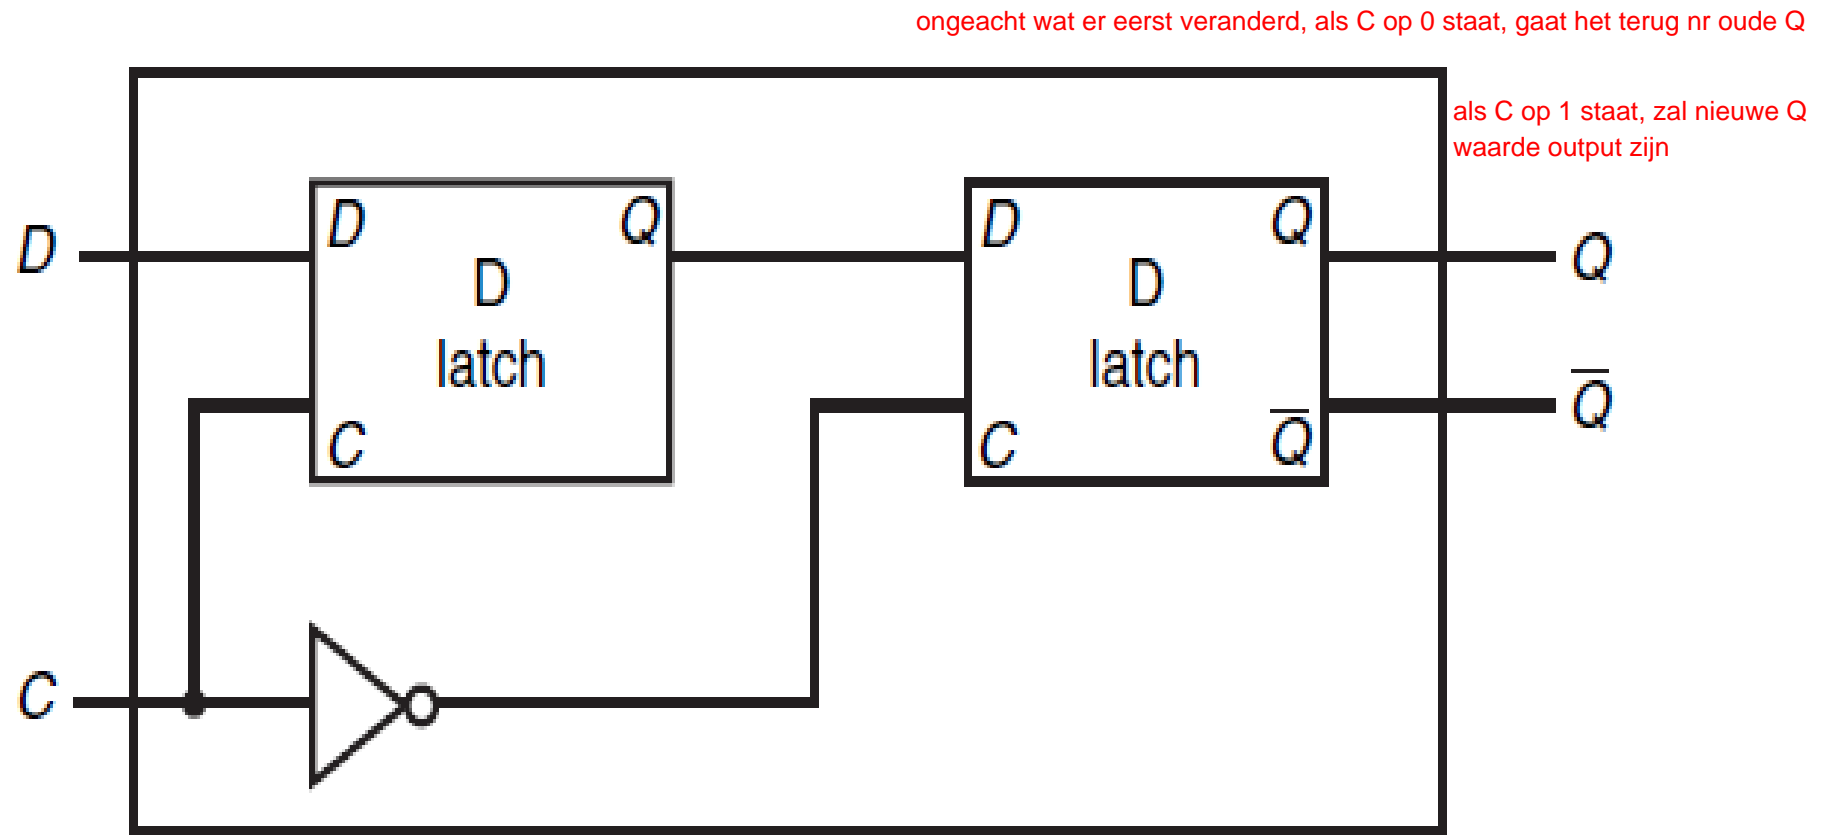 ongeacht wat er eerst veranderd, als C op 0 staat, gaat het terug nr oude Q
als C op 1 staat, zal nieuwe Q
waarde output zijn
D
D
Q
D
latch
C
D
Q
D
latch
C
Q̅
Q
Q̅
C